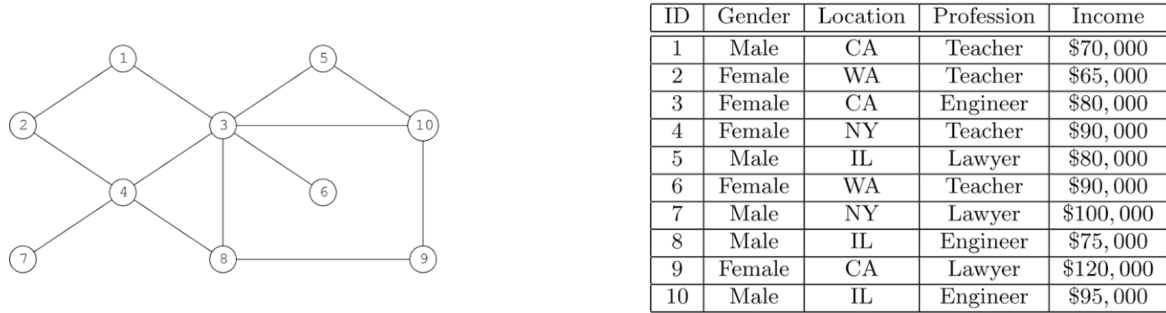 1
5
2
3
10
4
6
7
8
9
ID Gender Location Profession Income
1 Male CA Teacher $70, 000
2 Female WA Teacher $65, 000
3 Female CA Engineer $80, 000
4 Female NY Teacher $90, 000
5 Male IL Lawyer $80, 000
6 Female WA Teacher $90, 000
7 Male NY Lawyer $100, 000
8 Male IL Engineer $75, 000
9 Female CA Lawyer $120, 000
10 Male IL Engineer $95, 000